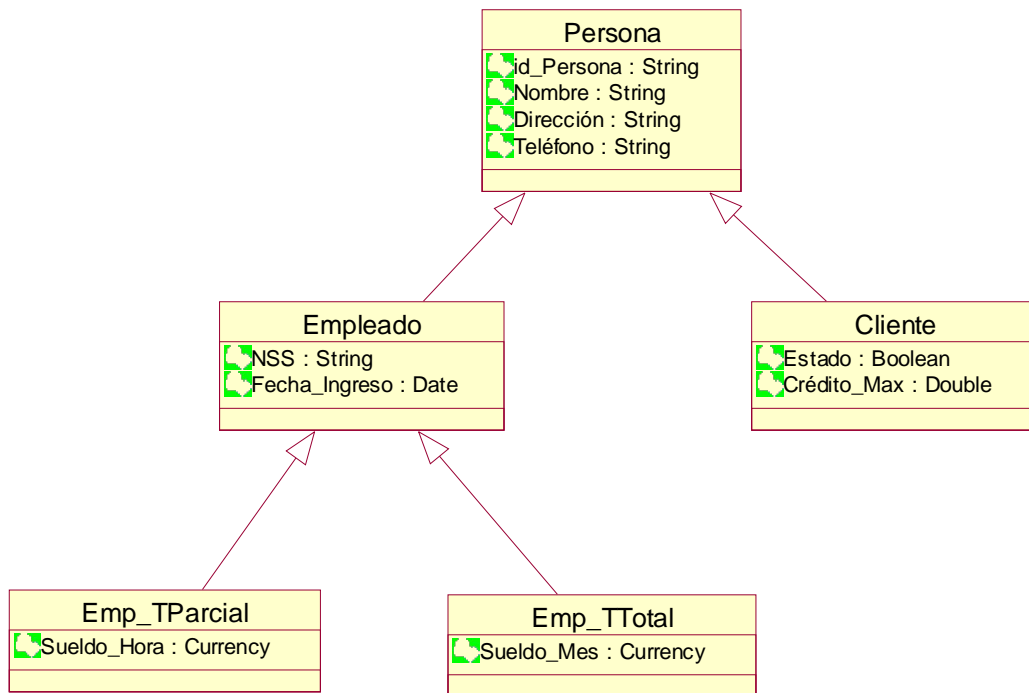 Persona
id_Persona : String
Nombre : String
Dirección : String
Teléfono : String
Empleado
NSS : String
Fecha_Ingreso : Date
Cliente
Estado : Boolean
Crédito_Max : Double
Emp_TParcial
Sueldo_Hora : Currency
Emp_TTotal
Sueldo_Mes : Currency